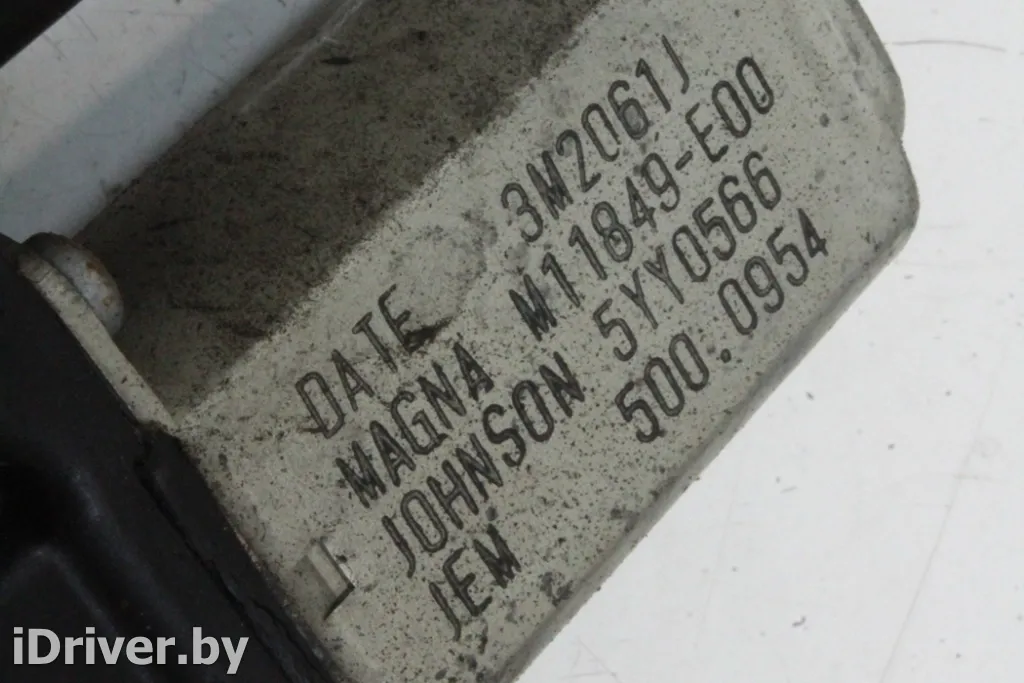 DATE 3M2061J
MAGNA M11849-E00
JOHNSON 5YY0566
JEM 500.0954
iDriver.by